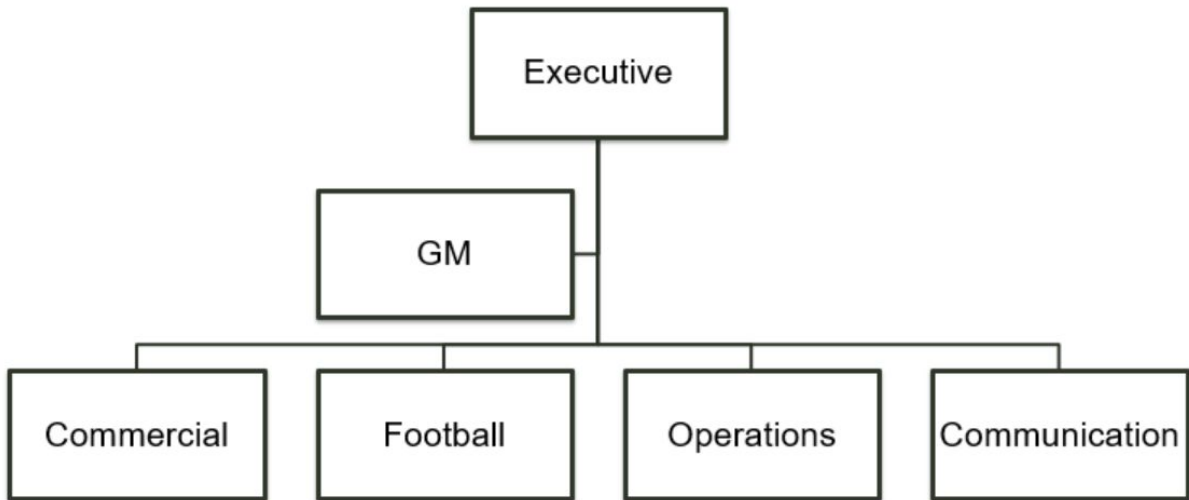 Executive
GM
Commercial
Football
Operations
Communication